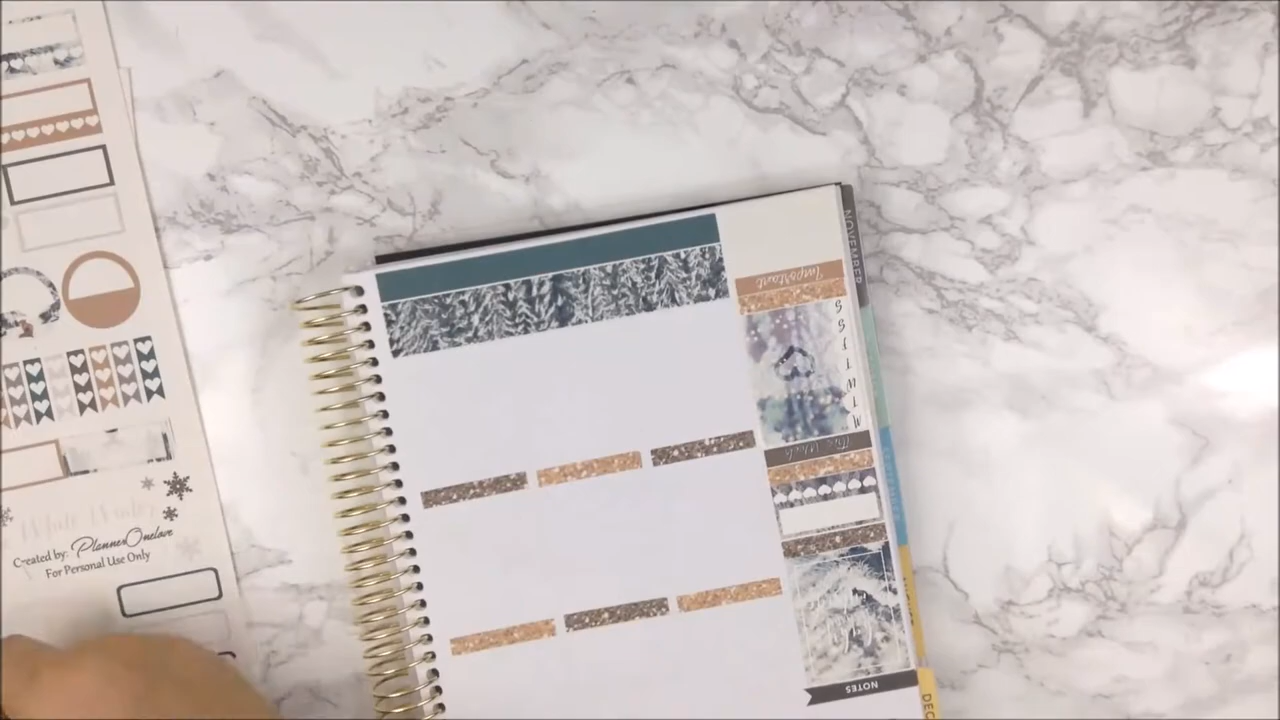 White Winter
Created by: PlannerOnelove
For Personal Use Only
NOVEMBER
Important
S
S
F
T
W
T
M
This Week
NOTES
DEC